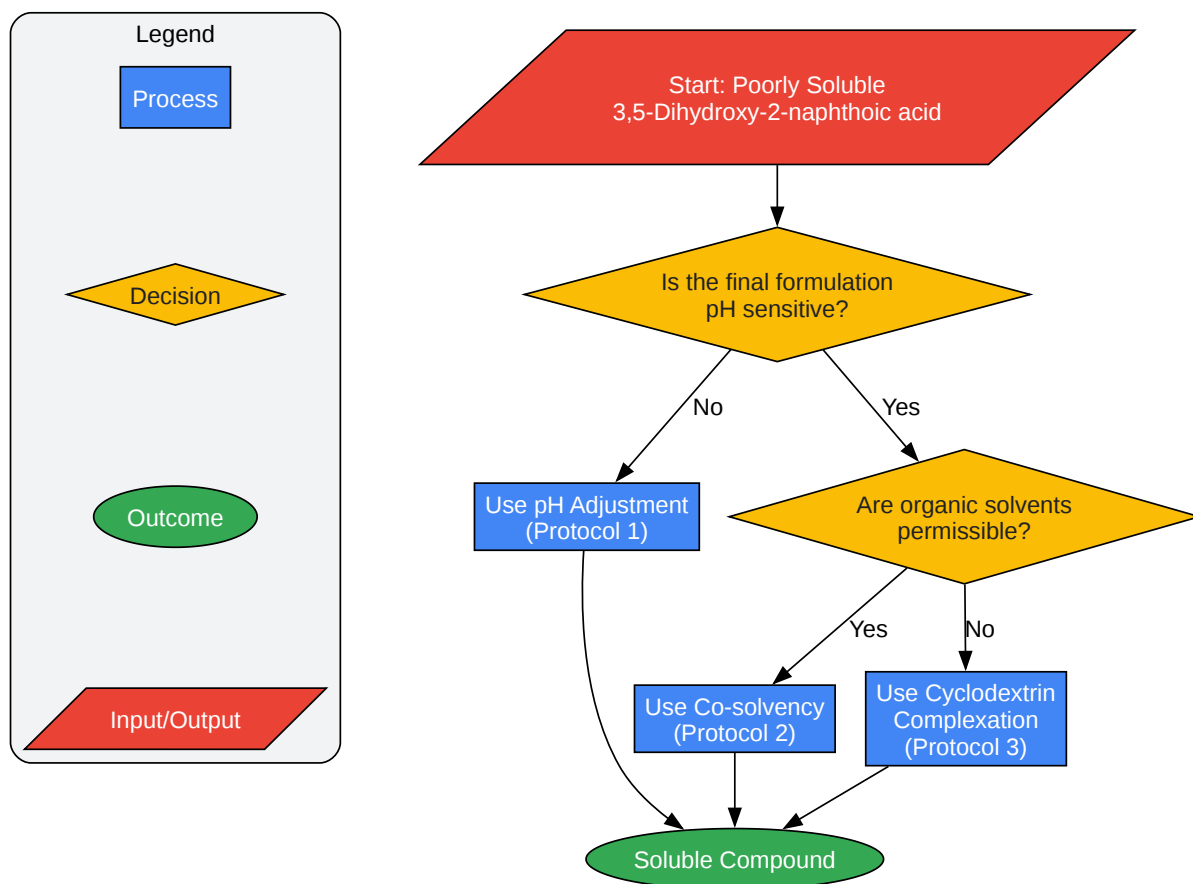 Legend
Process
Decision
Outcome
Input/Output
Start: Poorly Soluble
3,5-Dihydroxy-2-naphthoic acid
Is the final formulation
pH sensitive?
No
Yes
Use pH Adjustment
(Protocol 1)
Are organic solvents
permissible?
Yes
No
Use Co-solvency
(Protocol 2)
Use Cyclodextrin
Complexation
(Protocol 3)
Soluble Compound